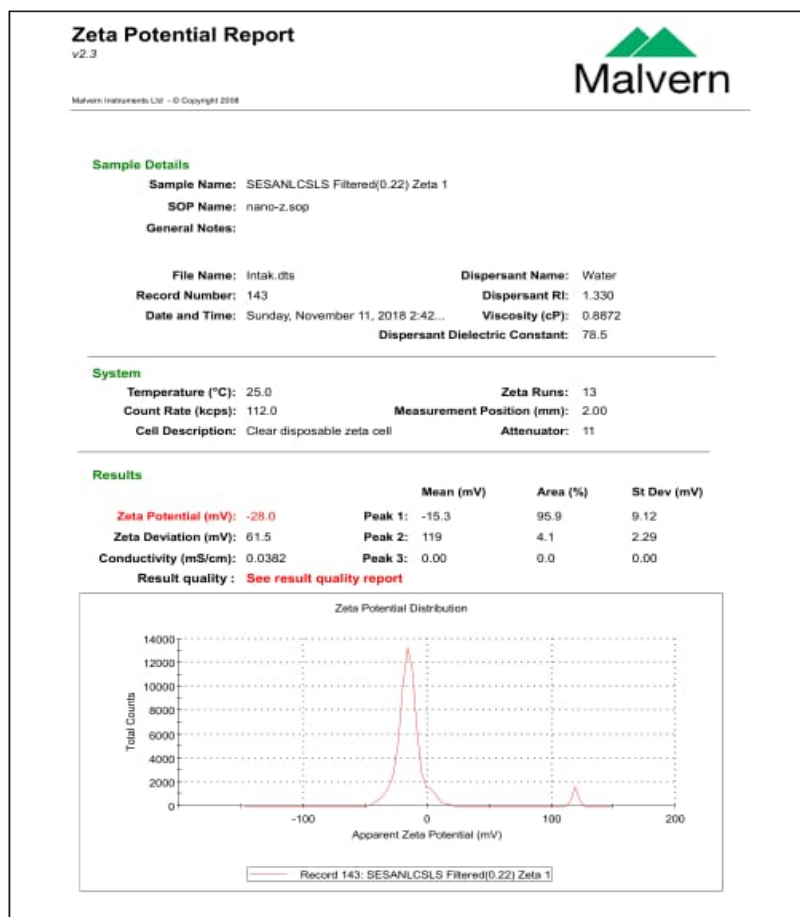 Zeta Potential Report
v2.3
Malvern
Malvern Instruments Ltd - © Copyright 2008
Sample Details
Sample Name: SESANLCSLS Filtered(0.22) Zeta 1
SOP Name: nano-z.sop
General Notes:
File Name: Intak.dts Dispersant Name: Water
Record Number: 143 Dispersant RI: 1.330
Date and Time: Sunday, November 11, 2018 2:42... Viscosity (cP): 0.8872
Dispersant Dielectric Constant: 78.5
System
Temperature (°C): 25.0 Zeta Runs: 13
Count Rate (kcps): 112.0 Measurement Position (mm): 2.00
Cell Description: Clear disposable zeta cell Attenuator: 11
Results
Mean (mV) Area (%) St Dev (mV)
Zeta Potential (mV): -28.0 Peak 1: -15.3 95.9 9.12
Zeta Deviation (mV): 61.5 Peak 2: 119 4.1 2.29
Conductivity (mS/cm): 0.0382 Peak 3: 0.00 0.0 0.00
Result quality : See result quality report
Zeta Potential Distribution
14000
12000
10000
8000
6000
4000
2000
0
Total Counts
-100 0 100 200
Apparent Zeta Potential (mV)
Record 143: SESANLCSLS Filtered(0.22) Zeta 1